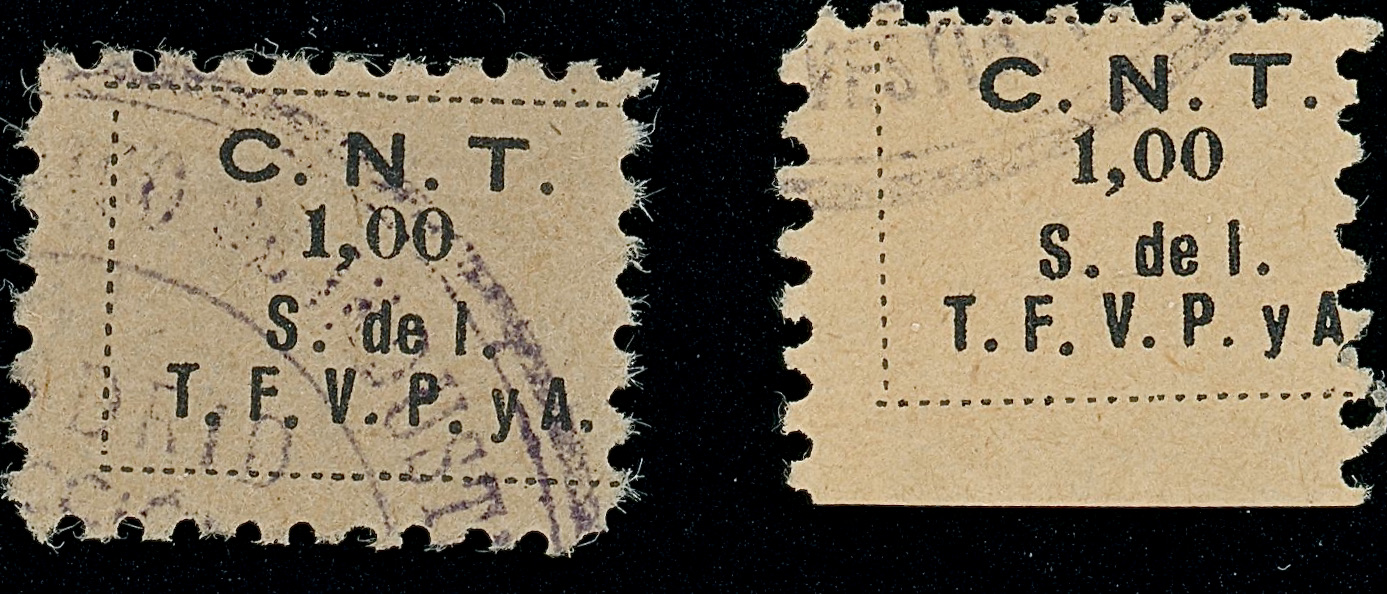 C. N. T.
1,00
S. de I.
T. F. V. P. y A.
C. N. T.
1,00
S. de I.
T. F. V. P. y A